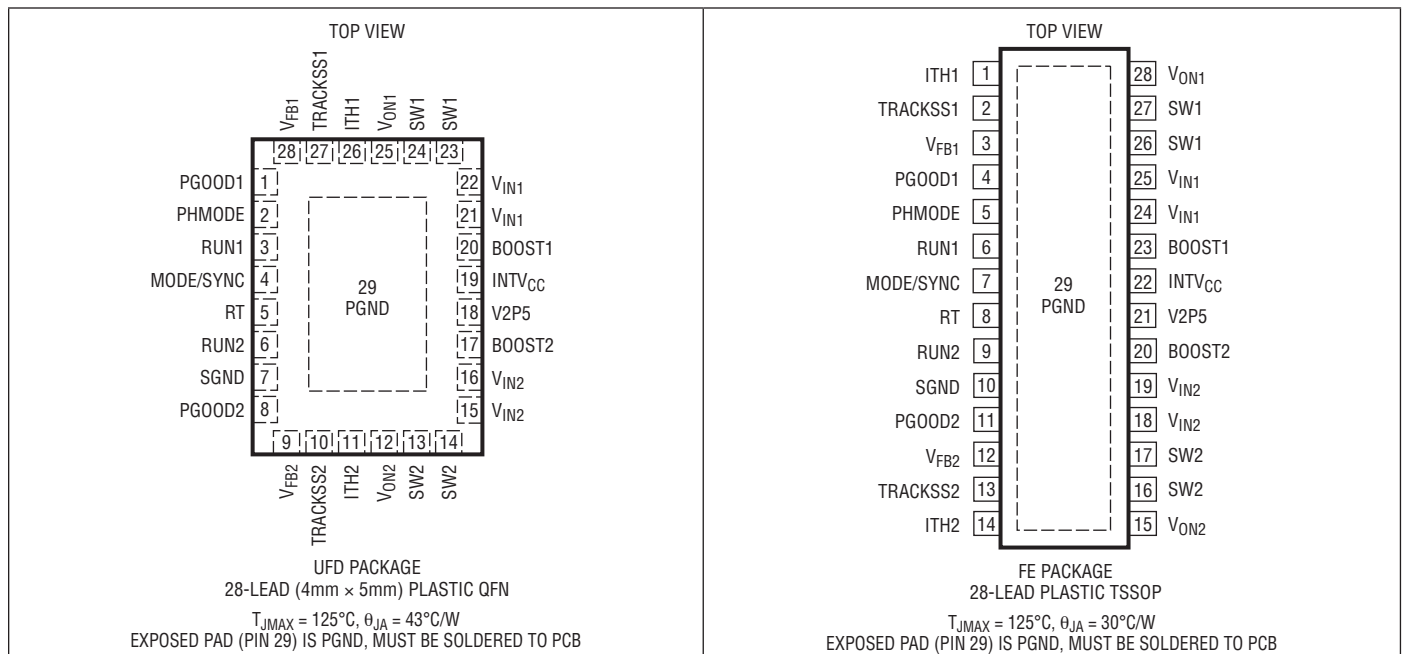 TOP VIEW
VFB1
TRACKSS1
ITH1
VON1
SW1
SW1
28 27 26 25 24 23
PGOOD1 1
PHMODE 2
RUN1 3
MODE/SYNC 4
RT 5
RUN2 6
SGND 7
PGOOD2 8
29
PGND
22 VIN1
21 VIN1
20 BOOST1
19 INTVCC
18 V2P5
17 BOOST2
16 VIN2
15 VIN2
9 10 11 12 13 14
VFB2
TRACKSS2
ITH2
VON2
SW2
SW2
UFD PACKAGE
28-LEAD (4mm × 5mm) PLASTIC QFN
TJMAX = 125°C, θJA = 43°C/W
EXPOSED PAD (PIN 29) IS PGND, MUST BE SOLDERED TO PCB
TOP VIEW
ITH1 1
TRACKSS1 2
VFB1 3
PGOOD1 4
PHMODE 5
RUN1 6
MODE/SYNC 7
RT 8
RUN2 9
SGND 10
PGOOD2 11
VFB2 12
TRACKSS2 13
ITH2 14
29
PGND
28 VON1
27 SW1
26 SW1
25 VIN1
24 VIN1
23 BOOST1
22 INTVCC
21 V2P5
20 BOOST2
19 VIN2
18 VIN2
17 SW2
16 SW2
15 VON2
FE PACKAGE
28-LEAD PLASTIC TSSOP
TJMAX = 125°C, θJA = 30°C/W
EXPOSED PAD (PIN 29) IS PGND, MUST BE SOLDERED TO PCB